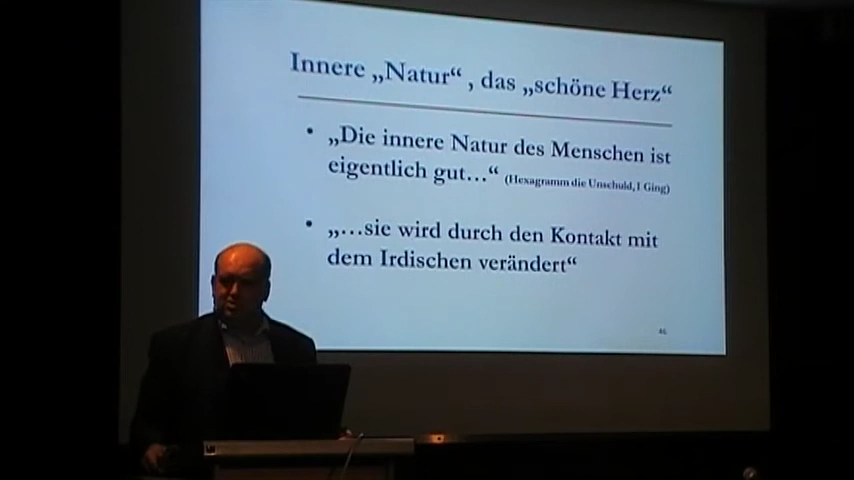 Innere „Natur“ , das „schöne Herz“
• „Die innere Natur des Menschen ist
eigentlich gut…“ (Hexagramm die Unschuld, I Ging)
• „…sie wird durch den Kontakt mit
dem Irdischen verändert“